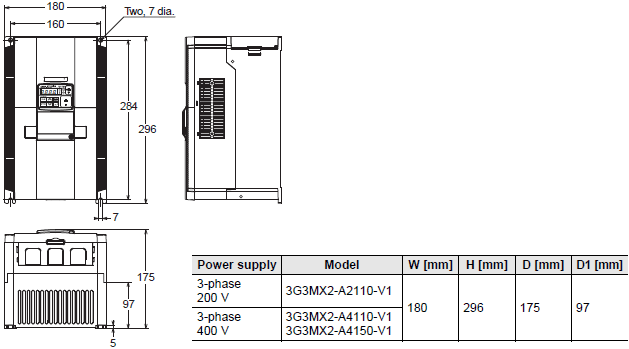 180
160
Two, 7 dia.
284
296
7
175
97
5
Power supply Model W [mm] H [mm] D [mm] D1 [mm]
3-phase
200 V
3G3MX2-A2110-V1
180 296 175 97
3-phase
400 V
3G3MX2-A4110-V1
3G3MX2-A4150-V1